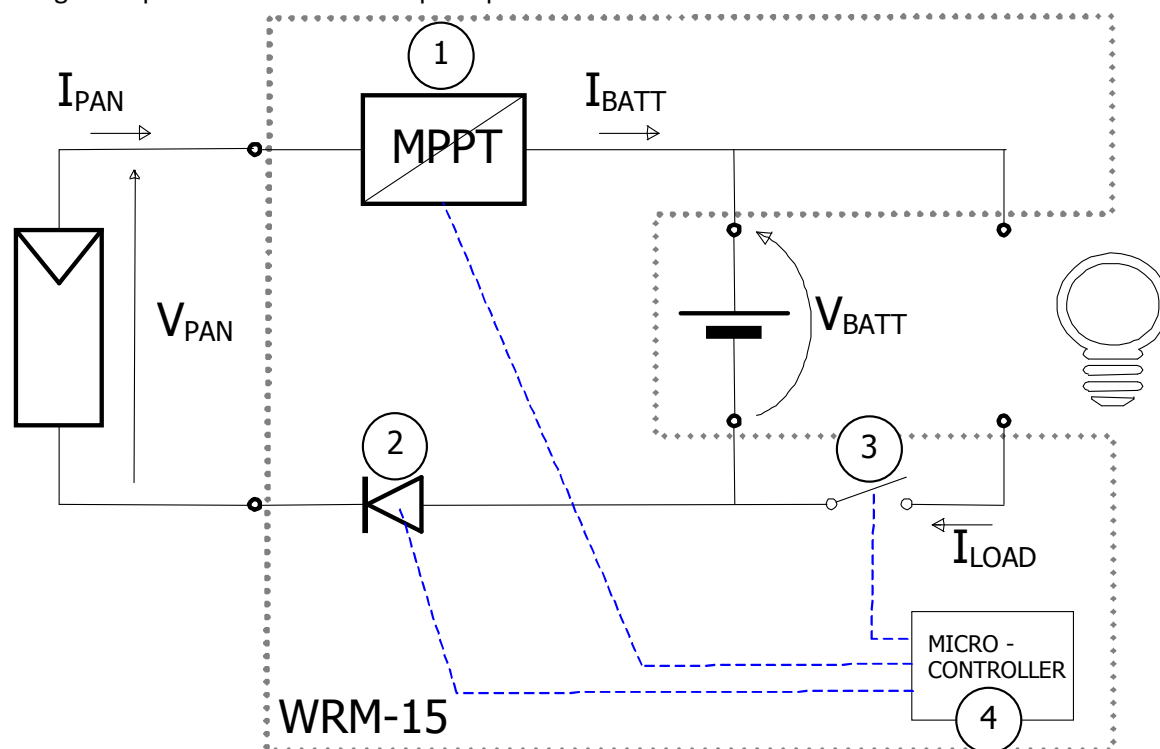 1
I_PAN
I_BATT
MPPT
V_PAN
V_BATT
2
3
I_LOAD
MICRO -
CONTROLLER
WRM-15
4